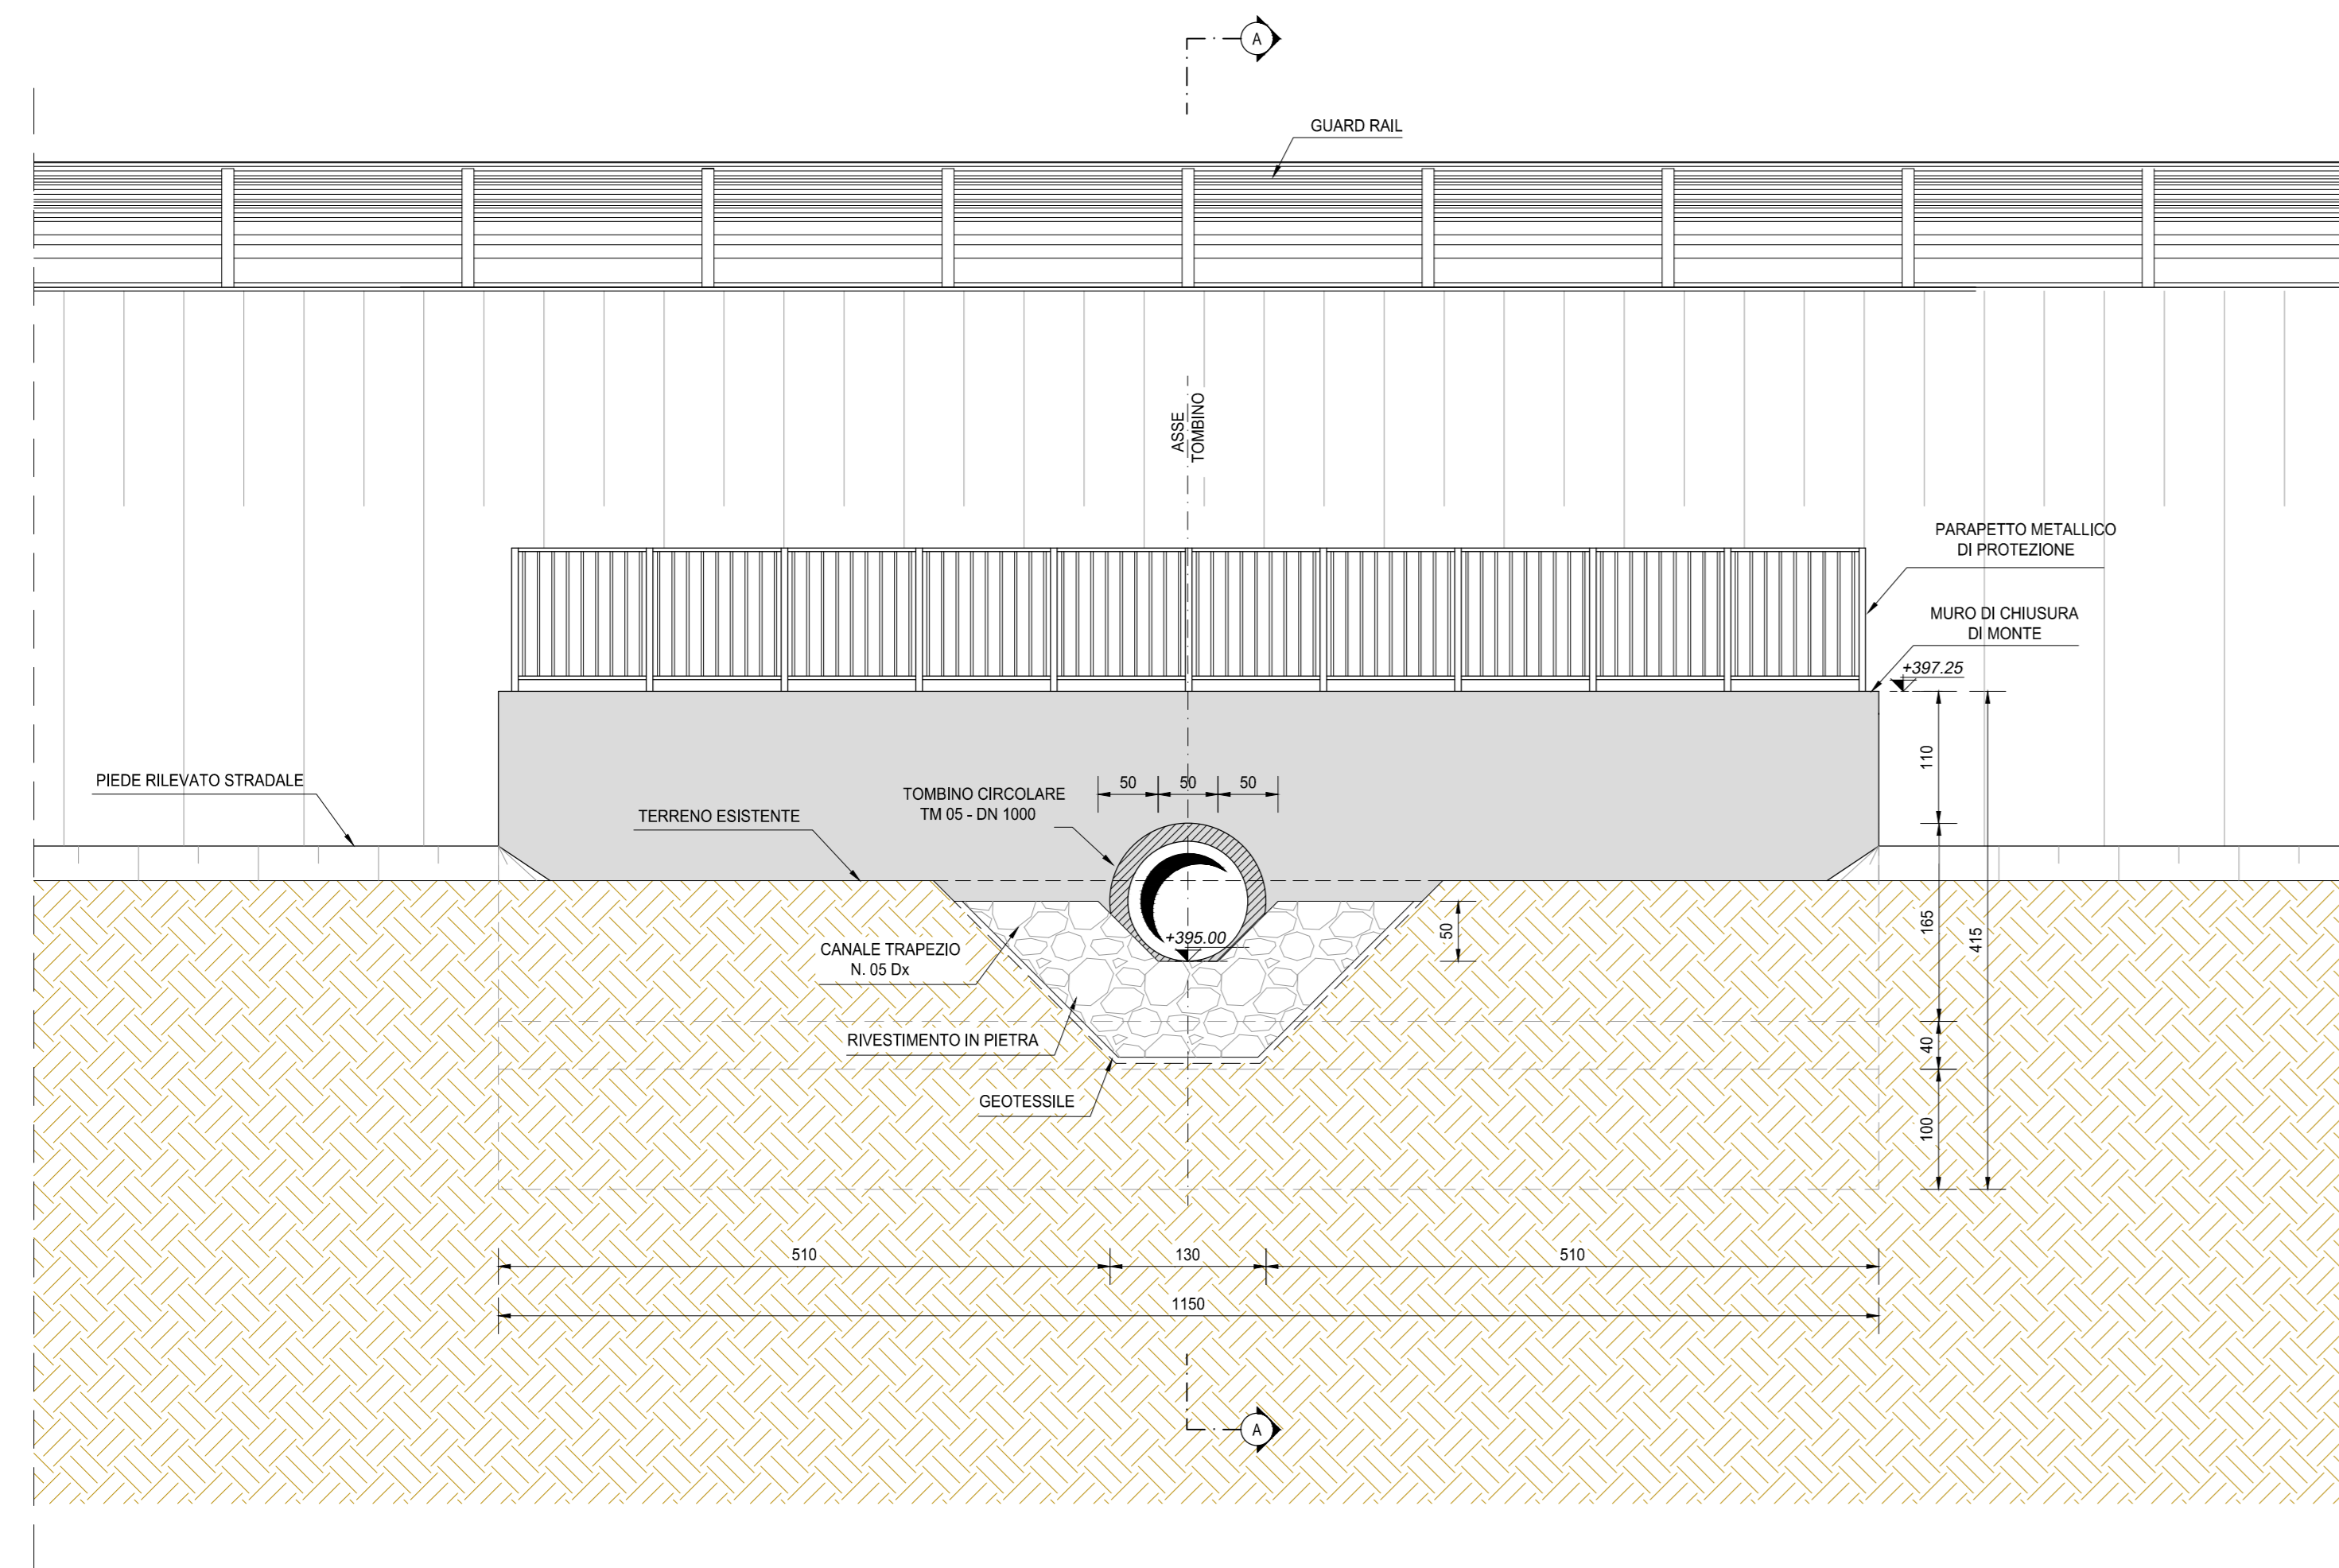 A
GUARD RAIL
ASSE
TOMBINO
PARAPETTO METALLICO
DI PROTEZIONE
MURO DI CHIUSURA
DI MONTE
+397.25
110
PIEDE RILEVATO STRADALE
TERRENO ESISTENTE
TOMBINO CIRCOLARE
TM 05 - DN 1000
50
50
50
+395.00
50
165
415
CANALE TRAPEZIO
N. 05 Dx
RIVESTIMENTO IN PIETRA
40
GEOTESSILE
100
510
130
510
1150
A